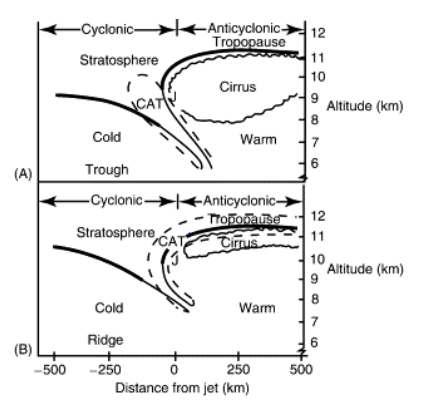 Cyclonic Anticyclonic
Tropopause
Stratosphere
CAT
Cirrus
J
Cold
Warm
Trough
(A)
12
11
10
9
8
7
6
Altitude (km)
Cyclonic Anticyclonic
Tropopause
Stratosphere
CAT
Cirrus
J
Cold
Warm
Ridge
(B)
12
11
10
9
8
7
6
Altitude (km)
−500 −250 0 250 500
Distance from jet (km)